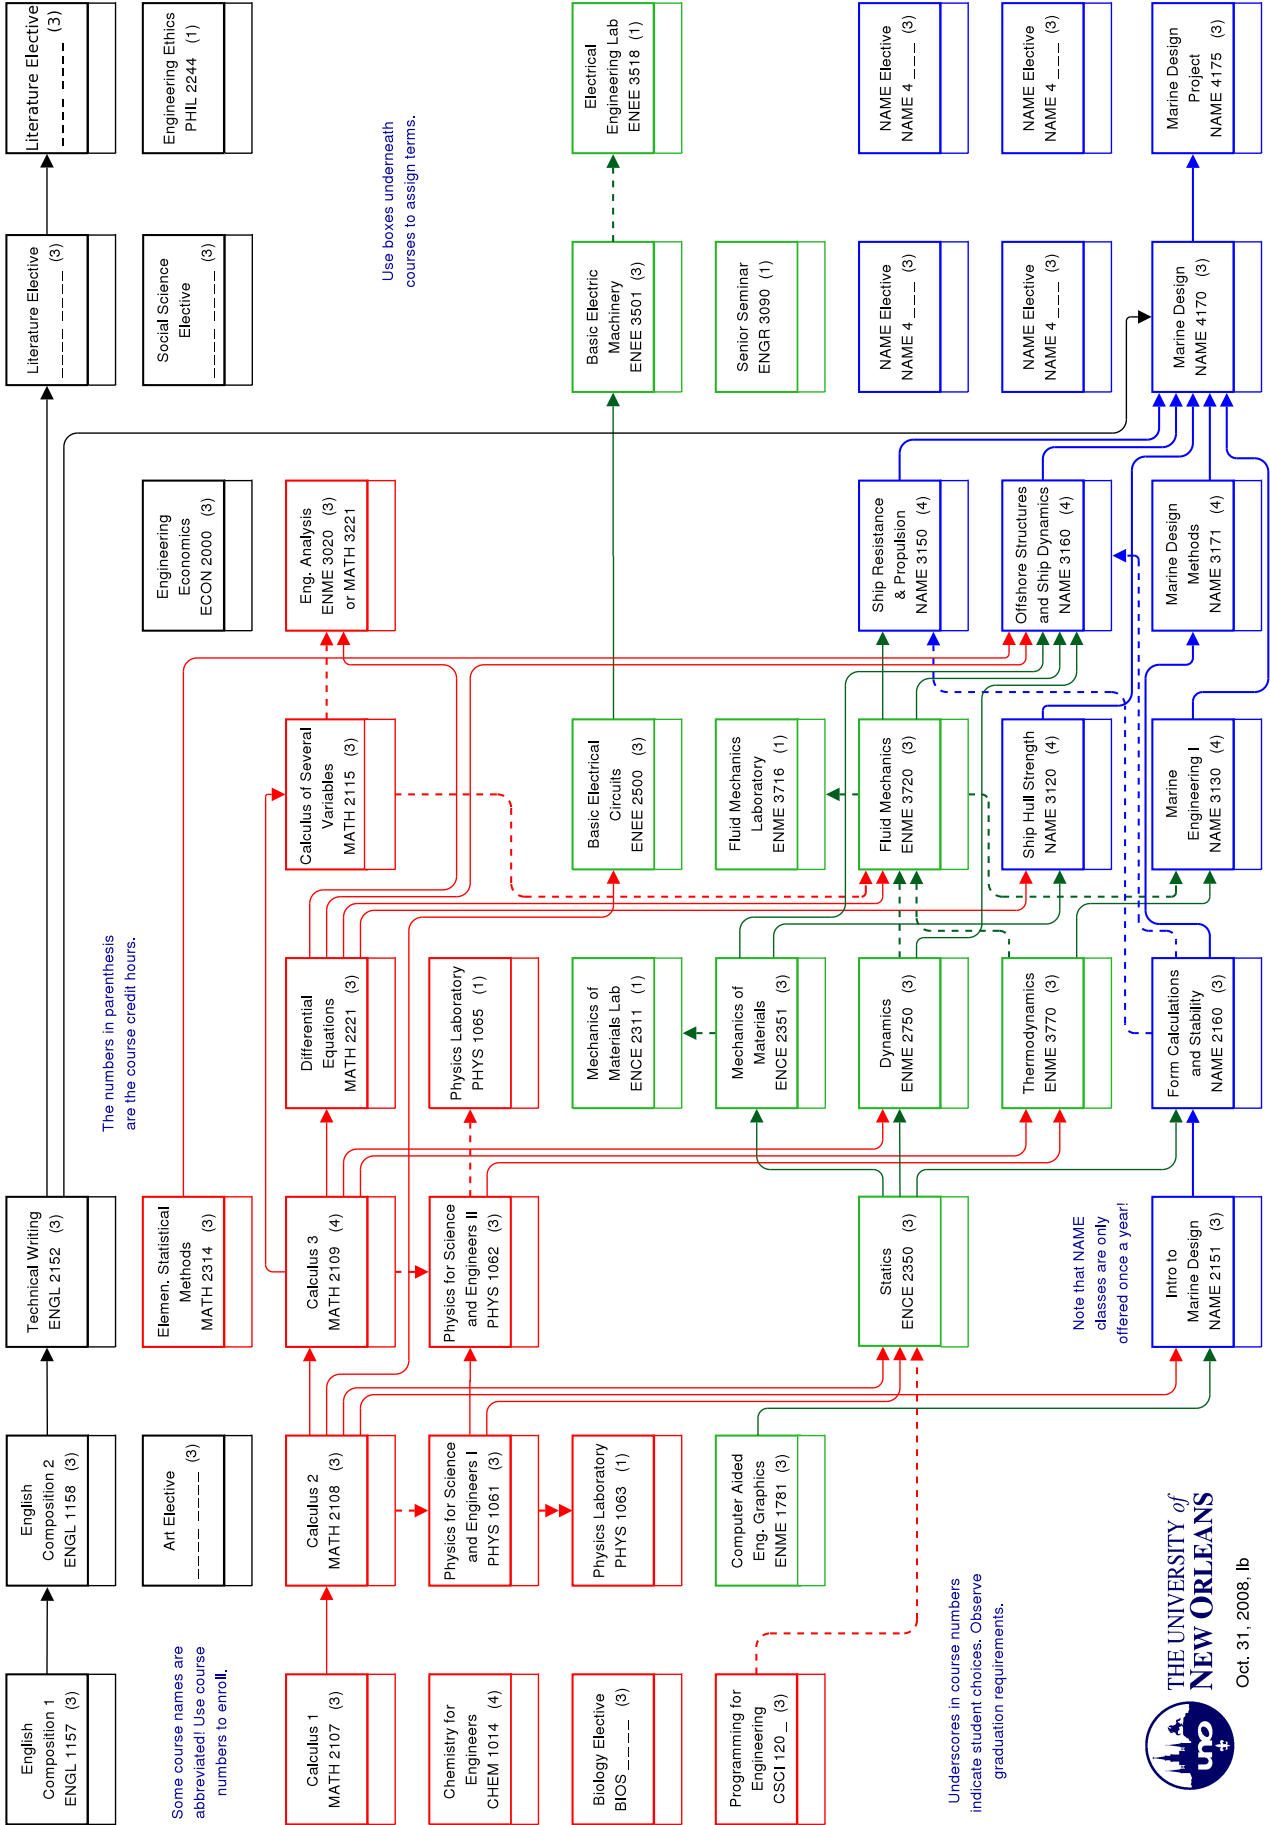 English
Composition 1
ENGL 1157 (3)
English
Composition 2
ENGL 1158 (3)
Technical Writing
ENGL 2152 (3)
Literature Elective
_ _ _ _ _ _ _ (3)
Literature Elective
_ _ _ _ _ _ _ (3)
Some course names are
abbreviated! Use course
numbers to enroll.
Art Elective
_ _ _ _ _ _ _ _ (3)
Elemen. Statistical
Methods
MATH 2314 (3)
The numbers in parenthesis
are the course credit hours.
Engineering
Economics
ECON 2000 (3)
Social Science
Elective
_ _ _ _ _ _ _ (3)
Engineering Ethics
PHIL 2244 (1)
Calculus 1
MATH 2107 (3)
Calculus 2
MATH 2108 (3)
Calculus 3
MATH 2109 (4)
Differential
Equations
MATH 2221 (3)
Calculus of Several
Variables
MATH 2115 (3)
Eng. Analysis
ENME 3020 (3)
or MATH 3221
Use boxes underneath
courses to assign terms.
Chemistry for
Engineers
CHEM 1014 (4)
Physics for Science
and Engineers I
PHYS 1061 (3)
Physics for Science
and Engineers II
PHYS 1062 (3)
Physics Laboratory
PHYS 1065 (1)
Biology Elective
BIOS _ _ _ _ (3)
Physics Laboratory
PHYS 1063 (1)
Mechanics of
Materials Lab
ENCE 2311 (1)
Basic Electrical
Circuits
ENEE 2500 (3)
Basic Electric
Machinery
ENEE 3501 (3)
Electrical
Engineering Lab
ENEE 3518 (1)
Programming for
Engineering
CSCI 120 _ (3)
Computer Aided
Eng. Graphics
ENME 1781 (3)
Mechanics of
Materials
ENCE 2351 (3)
Fluid Mechanics
Laboratory
ENME 3716 (1)
Senior Seminar
ENGR 3090 (1)
Statics
ENCE 2350 (3)
Dynamics
ENME 2750 (3)
Fluid Mechanics
ENME 3720 (3)
Ship Resistance
& Propulsion
NAME 3150 (4)
NAME Elective
NAME 4 _ _ _ (3)
NAME Elective
NAME 4 _ _ _ (3)
Underscores in course numbers
indicate student choices. Observe
graduation requirements.
Thermodynamics
ENME 3770 (3)
Ship Hull Strength
NAME 3120 (4)
Offshore Structures
and Ship Dynamics
NAME 3160 (4)
NAME Elective
NAME 4 _ _ _ (3)
NAME Elective
NAME 4 _ _ _ (3)
Note that NAME
classes are only
offered once a year!
Intro to
Marine Design
NAME 2151 (3)
Form Calculations
and Stability
NAME 2160 (3)
Marine
Engineering I
NAME 3130 (4)
Marine Design
Methods
NAME 3171 (4)
Marine Design
NAME 4170 (3)
Marine Design
Project
NAME 4175 (3)
uno
THE UNIVERSITY of
NEW ORLEANS
Oct. 31, 2008, lb